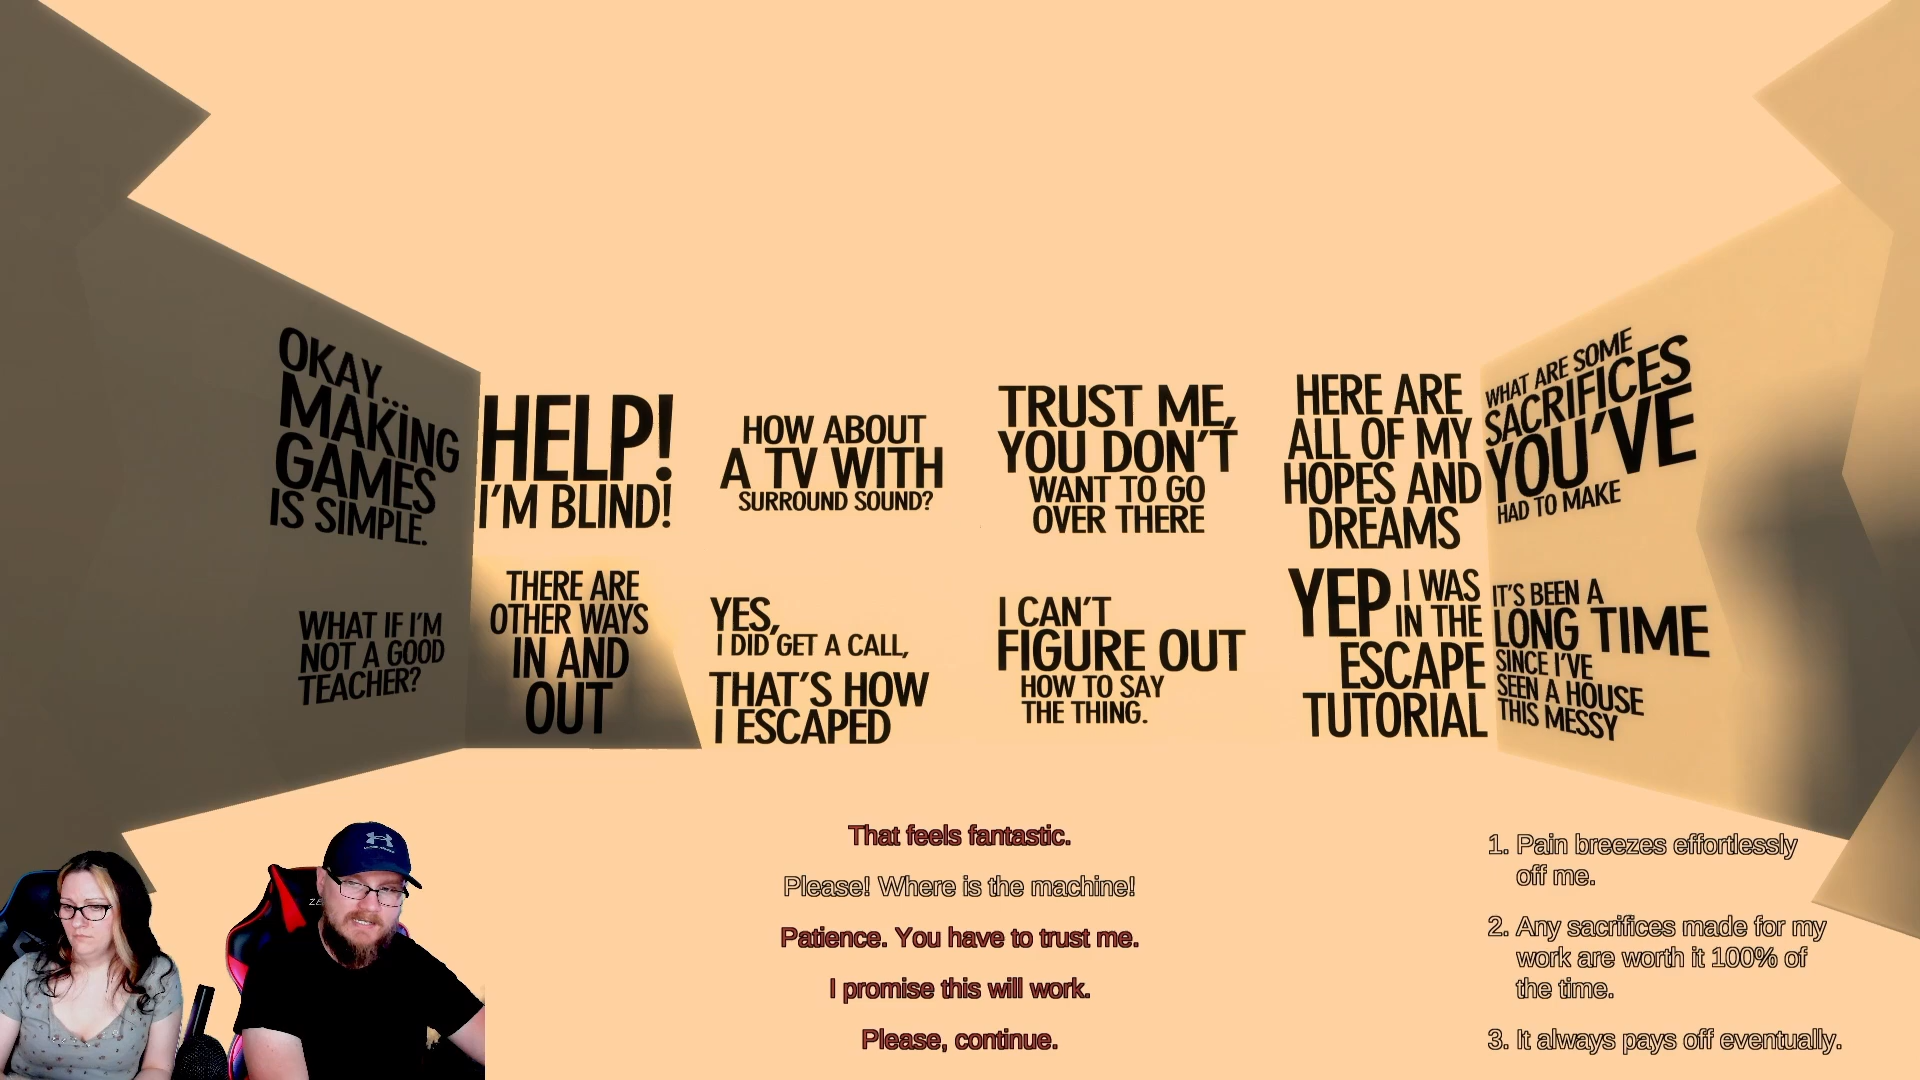 OKAY...
MAKING
GAMES
IS SIMPLE.
WHAT IF I'M
NOT A GOOD
TEACHER?
HELP!
I'M BLIND!
THERE ARE
OTHER WAYS
IN AND
OUT
HOW ABOUT
A TV WITH
SURROUND SOUND?
YES,
I DID GET A CALL,
THAT'S HOW
I ESCAPED
TRUST ME,
YOU DON'T
WANT TO GO
OVER THERE
I CAN'T
FIGURE OUT
HOW TO SAY
THE THING.
HERE ARE
ALL OF MY
HOPES AND
DREAMS
YEP I WAS
IN THE
ESCAPE
TUTORIAL
WHAT ARE SOME
SACRIFICES
YOU'VE
HAD TO MAKE
IT'S BEEN A
LONG TIME
SINCE I'VE
SEEN A HOUSE
THIS MESSY
That feels fantastic.
Please! Where is the machine!
Patience. You have to trust me.
I promise this will work.
Please, continue.
1. Pain breezes effortlessly
off me.
2. Any sacrifices made for my
work are worth it 100% of
the time.
3. It always pays off eventually.